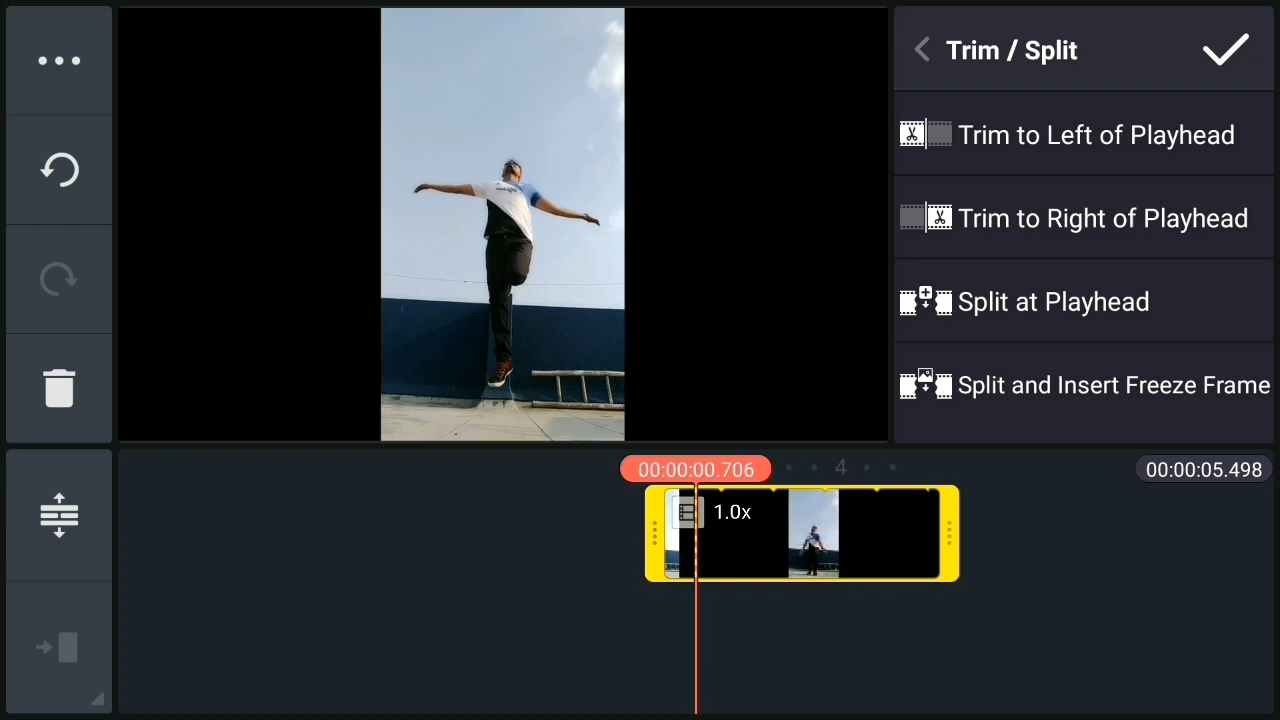 Trim / Split
Trim to Left of Playhead
Trim to Right of Playhead
Split at Playhead
Split and Insert Freeze Frame
00:00:00.706
4
00:00:05.498
1.0x